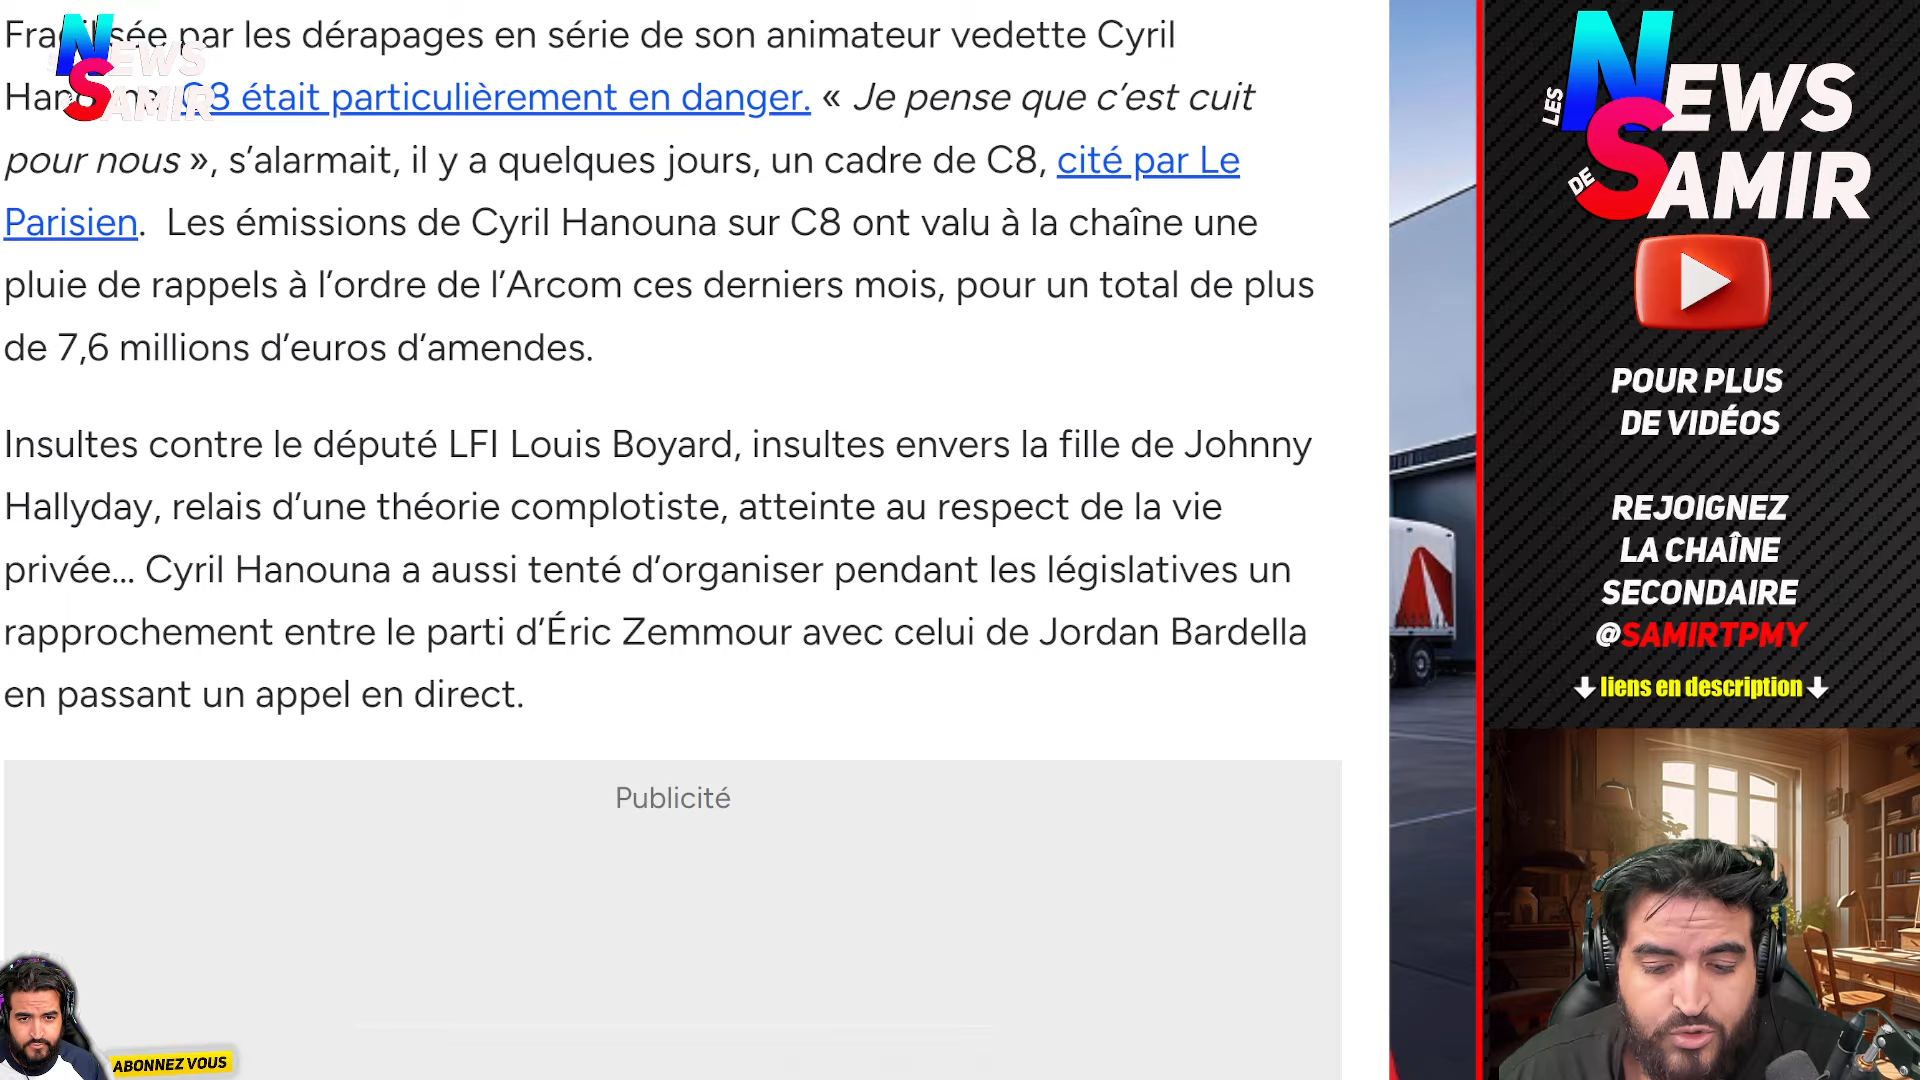 Fragilisée par les dérapages en série de son animateur vedette Cyril
Hanouna, C8 était particulièrement en danger. « Je pense que c’est cuit
pour nous », s’alarmait, il y a quelques jours, un cadre de C8, cité par Le
Parisien. Les émissions de Cyril Hanouna sur C8 ont valu à la chaîne une
pluie de rappels à l’ordre de l’Arcom ces derniers mois, pour un total de plus
de 7,6 millions d’euros d’amendes.
Insultes contre le député LFI Louis Boyard, insultes envers la fille de Johnny
Hallyday, relais d’une théorie complotiste, atteinte au respect de la vie
privée... Cyril Hanouna a aussi tenté d’organiser pendant les législatives un
rapprochement entre le parti d’Éric Zemmour avec celui de Jordan Bardella
en passant un appel en direct.
Publicité
NEWS
SAMIR
ABONNEZ VOUS
LES NEWS
DE SAMIR
POUR PLUS
DE VIDÉOS
REJOIGNEZ
LA CHAÎNE
SECONDAIRE
@SAMIRTPMY
liens en description